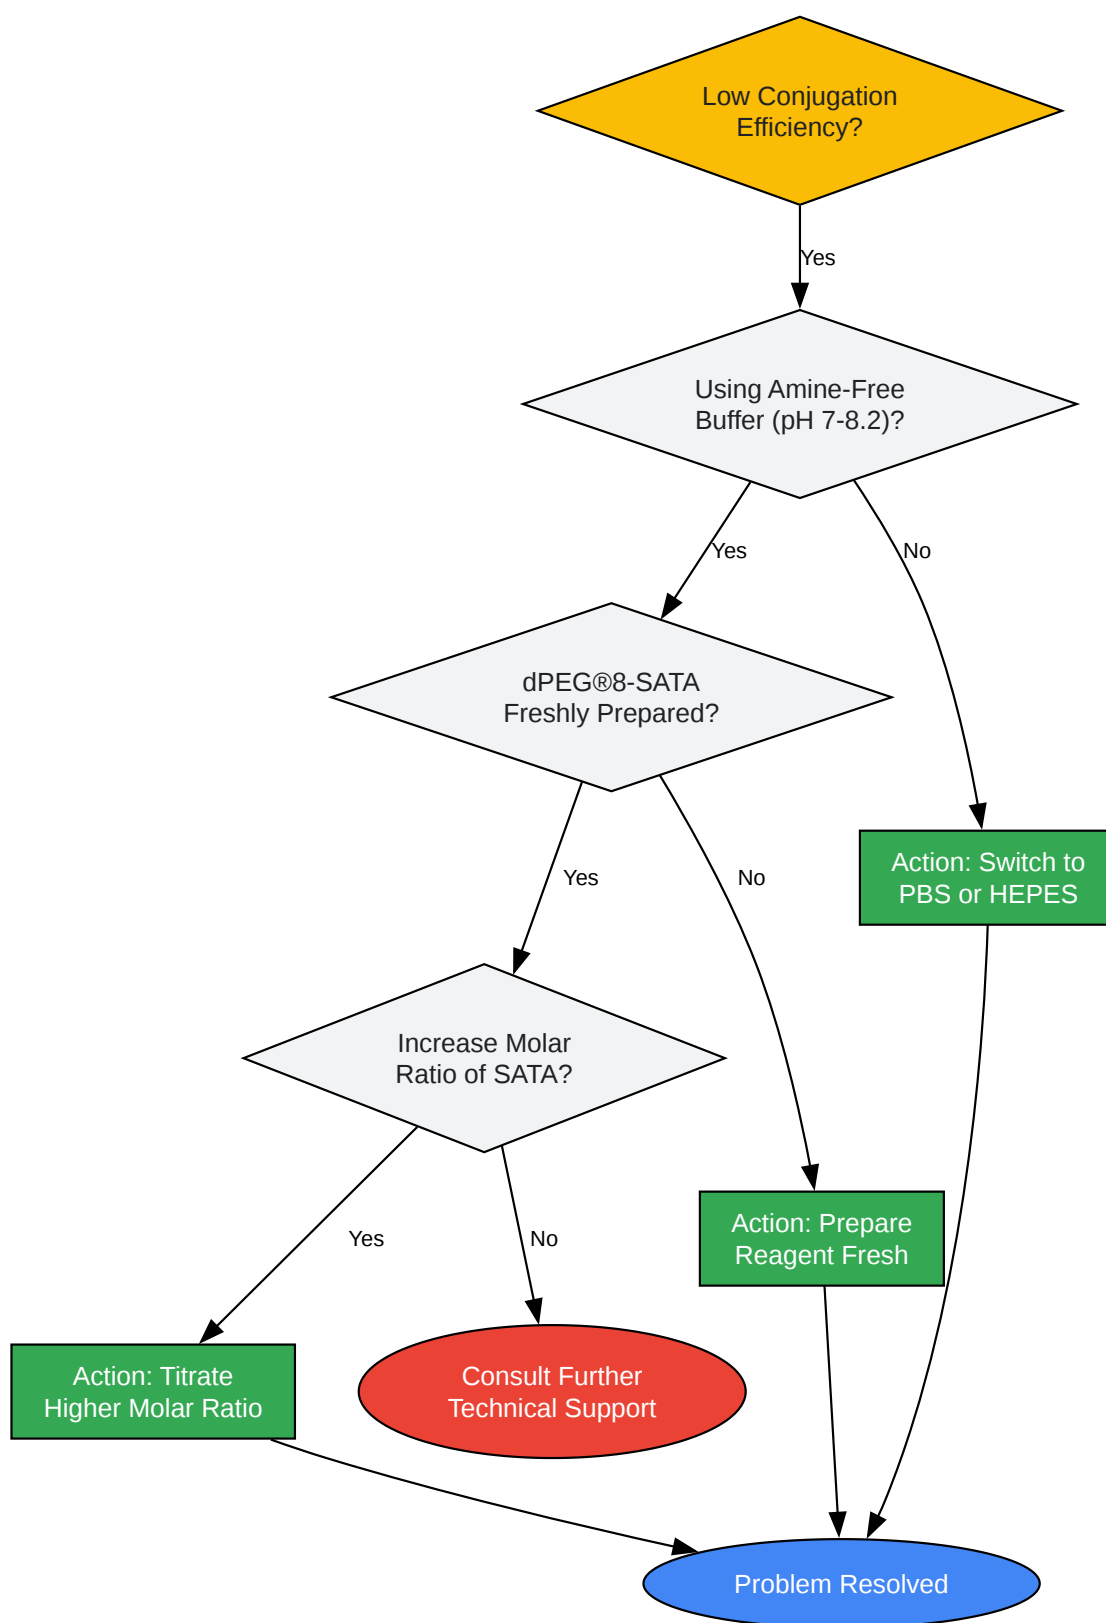 Low Conjugation
Efficiency?
Yes
Using Amine-Free
Buffer (pH 7-8.2)?
Yes
No
dPEG®8-SATA
Freshly Prepared?
Action: Switch to
PBS or HEPES
Yes
No
Increase Molar
Ratio of SATA?
Action: Prepare
Reagent Fresh
Yes
No
Action: Titrate
Higher Molar Ratio
Consult Further
Technical Support
Problem Resolved